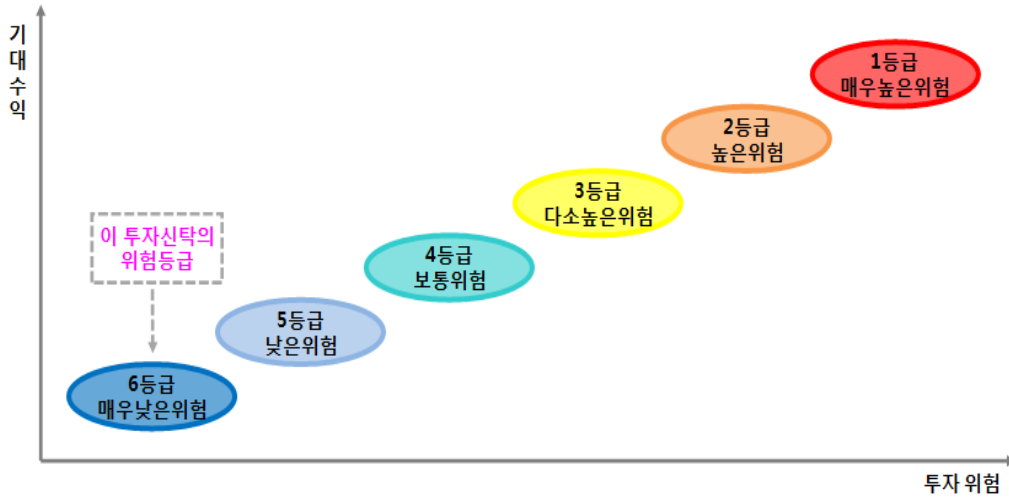 기대수익
1등급
매우높은위험
2등급
높은위험
3등급
다소높은위험
이 투자신탁의
위험등급
4등급
보통위험
5등급
낮은위험
6등급
매우낮은위험
투자 위험